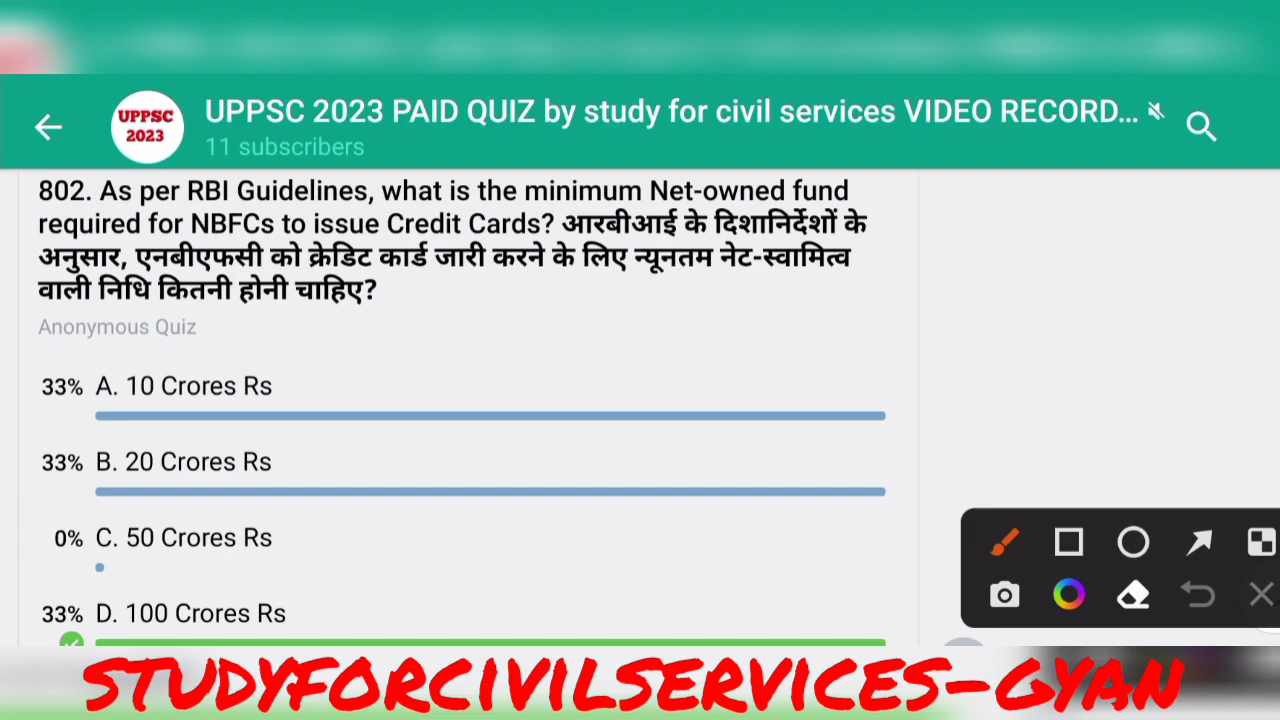 UPPSC
2023
UPPSC 2023 PAID QUIZ by study for civil services VIDEO RECORD...
11 subscribers
802. As per RBI Guidelines, what is the minimum Net-owned fund
required for NBFCs to issue Credit Cards? आरबीआई के दिशानिर्देशों के
अनुसार, एनबीएफसी को क्रेडिट कार्ड जारी करने के लिए न्यूनतम नेट-स्वामित्व
वाली निधि कितनी होनी चाहिए?
Anonymous Quiz
33% A. 10 Crores Rs
33% B. 20 Crores Rs
0% C. 50 Crores Rs
33% D. 100 Crores Rs
STUDYFORCIVILSERVICES-GYAN